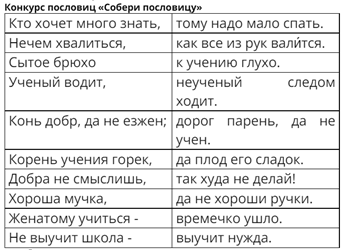 Конкурс пословиц «Собери пословицу»
Кто хочет много знать, тому надо мало спать.
Нечем хвалиться, как все из рук вали́тся.
Сытое брюхо к учению глухо.
Ученый водит, неученый следом
ходит.
Конь добр, да не езжен; дорог парень, да не
учен.
Корень учения горек, да плод его сладок.
Добра не смыслишь, так худа не делай!
Хороша мучка, да не хороши ручки.
Женатому учиться - времечко ушло.
Не выучит школа - выучит нужда.